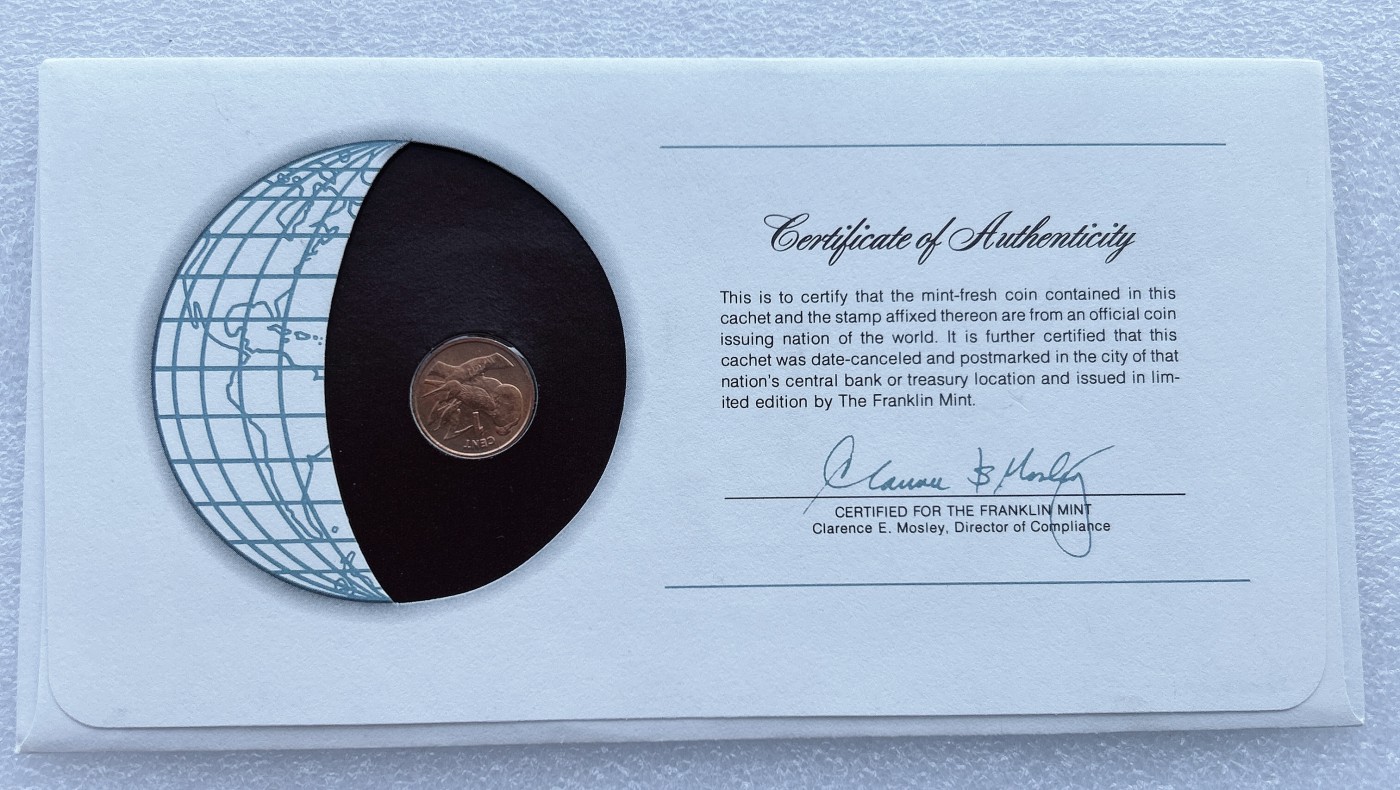 Certificate of Authenticity
This is to certify that the mint-fresh coin contained in this
cachet and the stamp affixed thereon are from an official coin
issuing nation of the world. It is further certified that this
cachet was date-canceled and postmarked in the city of that
nation's central bank or treasury location and issued in lim-
ited edition by The Franklin Mint.
CERTIFIED FOR THE FRANKLIN MINT
Clarence E. Mosley, Director of Compliance
1
CENT